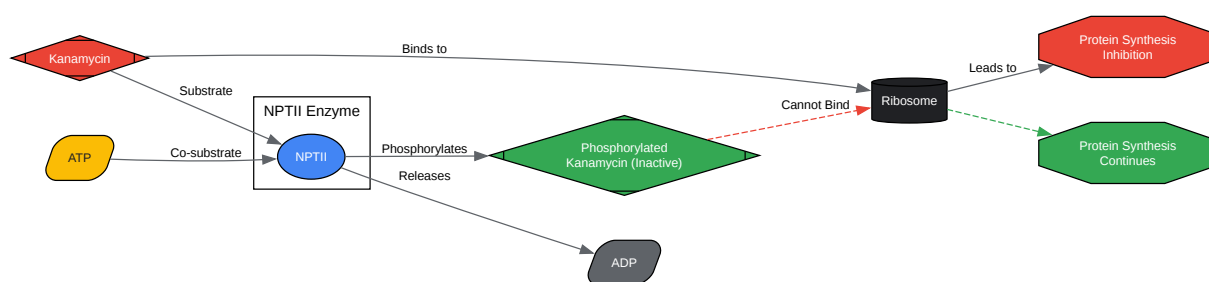 Kanamycin
Binds to
Protein Synthesis
Inhibition
Leads to
Substrate
NPTII Enzyme
Cannot Bind
Ribosome
ATP
Co-substrate
NPTII
Phosphorylates
Phosphorylated
Kanamycin (Inactive)
Protein Synthesis
Continues
Releases
ADP